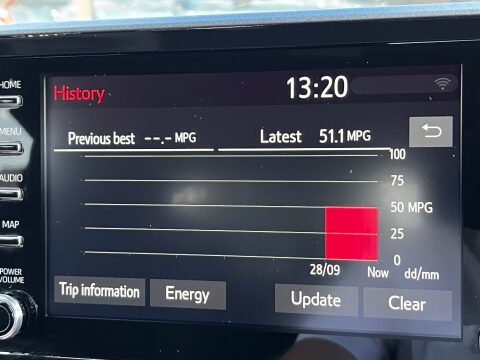 HOME
History 13:20
MENU
Previous best --.- MPG Latest 51.1 MPG
100
AUDIO
75
50 MPG
MAP
25
0
28/09 Now dd/mm
POWER
VOLUME
Trip information Energy Update Clear